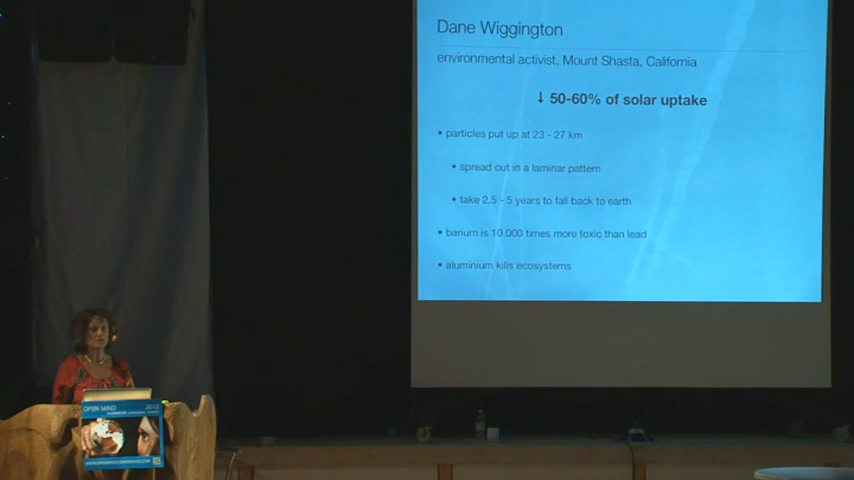 Dane Wiggington
environmental activist, Mount Shasta, California
↓ 50-60% of solar uptake
• particles put up at 23 - 27 km
• spread out in a laminar pattern
• take 2,5 - 5 years to fall back to earth
• barium is 10.000 times more toxic than lead
• aluminium kills ecosystems
OPEN MIND 2012